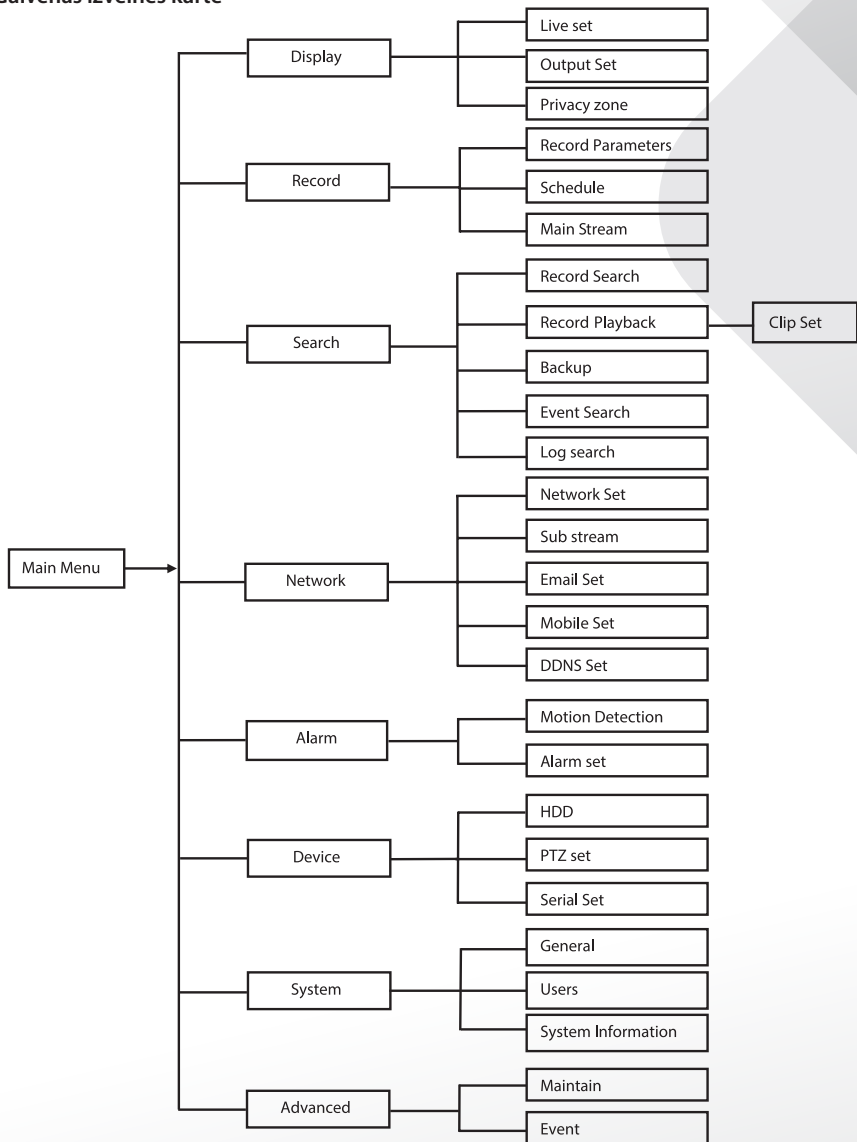 Galvenās izvēlnes karte
Display
Live set
Output Set
Privacy zone
Record
Record Parameters
Schedule
Main Stream
Search
Record Search
Record Playback
Clip Set
Backup
Event Search
Log search
Main Menu
Network
Network Set
Sub stream
Email Set
Mobile Set
DDNS Set
Alarm
Motion Detection
Alarm set
Device
HDD
PTZ set
Serial Set
System
General
Users
System Information
Advanced
Maintain
Event